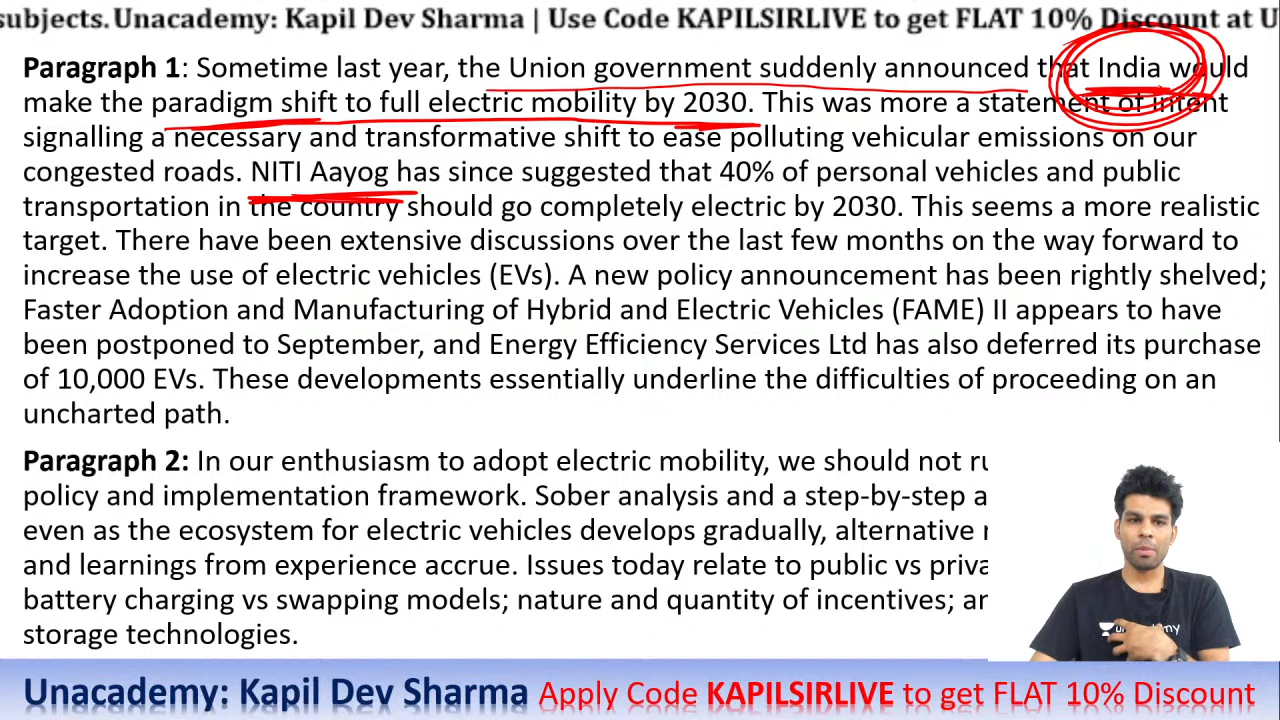 subjects. Unacademy: Kapil Dev Sharma | Use Code KAPILSIRLIVE to get FLAT 10% Discount at U
Paragraph 1: Sometime last year, the Union government suddenly announced that India would
make the paradigm shift to full electric mobility by 2030. This was more a statement of intent
signalling a necessary and transformative shift to ease polluting vehicular emissions on our
congested roads. NITI Aayog has since suggested that 40% of personal vehicles and public
transportation in the country should go completely electric by 2030. This seems a more realistic
target. There have been extensive discussions over the last few months on the way forward to
increase the use of electric vehicles (EVs). A new policy announcement has been rightly shelved;
Faster Adoption and Manufacturing of Hybrid and Electric Vehicles (FAME) II appears to have
been postponed to September, and Energy Efficiency Services Ltd has also deferred its purchase
of 10,000 EVs. These developments essentially underline the difficulties of proceeding on an
uncharted path.
Paragraph 2: In our enthusiasm to adopt electric mobility, we should not
policy and implementation framework. Sober analysis and a step-by-step
even as the ecosystem for electric vehicles develops gradually, alternative
and learnings from experience accrue. Issues today relate to public vs
battery charging vs swapping models; nature and quantity of incentives;
storage technologies.
Unacademy: Kapil Dev Sharma Apply Code KAPILSIRLIVE to get FLAT 10% Discount